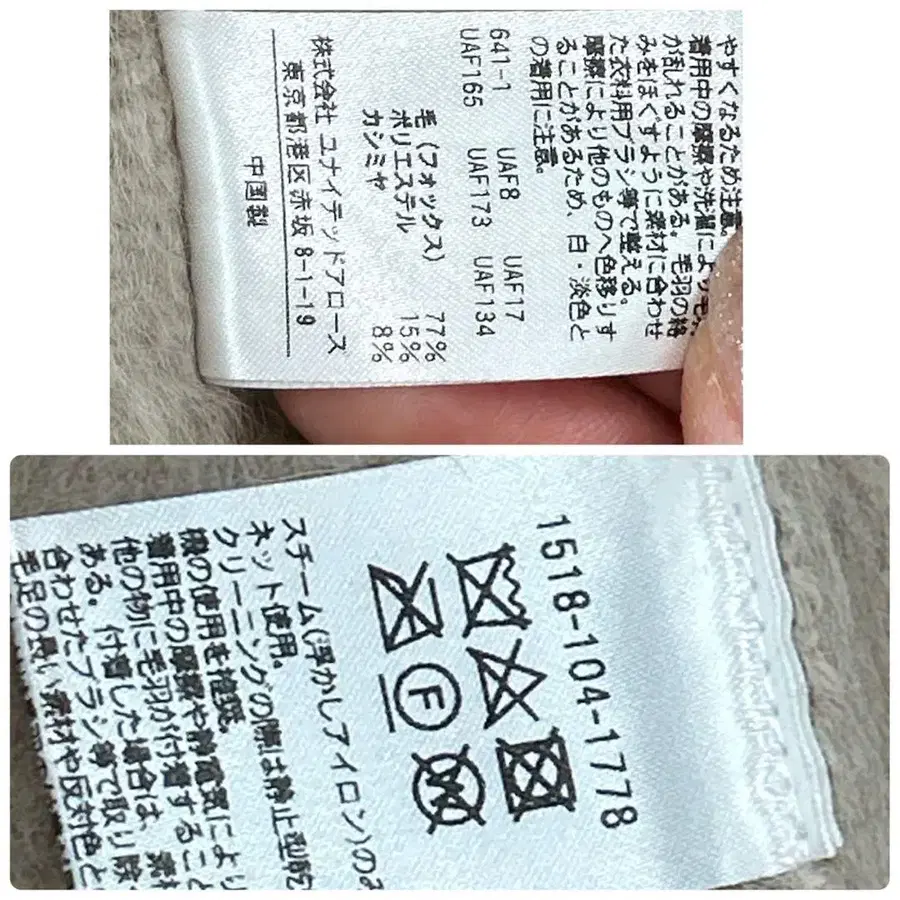 やすくなるため注意。
着用中の摩擦や洗濯により毛
が乱れることがある。毛羽の絡
みをほぐすように素材に合わせ
た衣料用ブラシ等で整える。
摩擦により他のものへ色移りす
ることがあるため、白・淡色と
の着用に注意。
641-1 UAF8 UAF17
UAF165 UAF173 UAF134
毛(フォックス) 77%
ポリエステル 15%
カシミヤ 8%
株式会社 ユナイテッドアローズ
東京都港区赤坂 8-1-19
中国製
1518-104-1778
F W
スチーム(浮かしアイロン)のみ
ネット使用。
クリーニングの際は静止型乾
機の使用を推奨。
着用中の摩擦や静電気により
他の物に毛羽が付着すること
ある。付着した場合は、素材
合わせたブラシ等で取り除
毛足の長い素材や反対色と